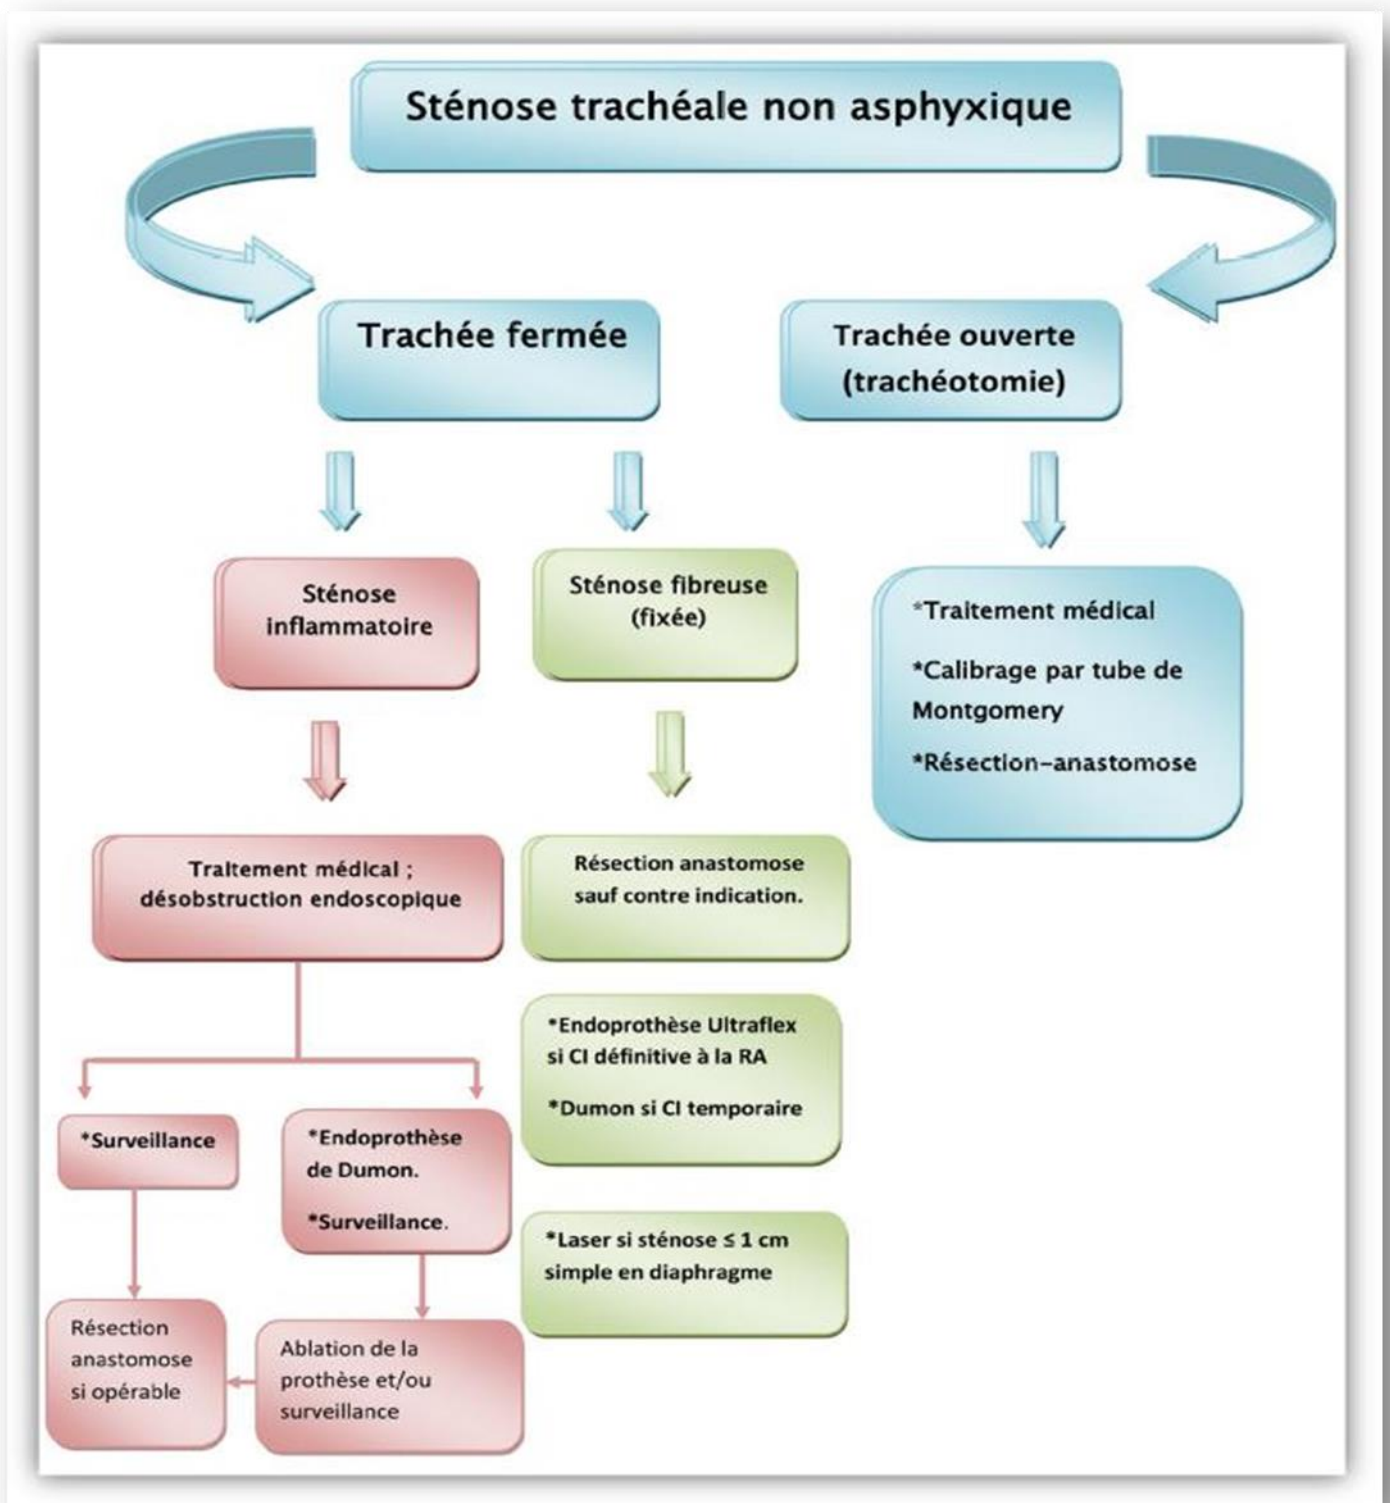 Sténose trachéale non asphyxique
Trachée fermée
Trachée ouverte
(trachéotomie)
Sténose
inflammatoire
Sténose fibreuse
(fixée)
*Traitement médical
*Calibrage par tube de
Montgomery
*Résection-anastomose
Traitement médical ;
désobstruction endoscopique
Résection anastomose
sauf contre indication.
*Endoprothèse Ultraflex
si CI définitive à la RA
*Dumon si CI temporaire
*Surveillance
*Endoprothèse
de Dumon.
*Surveillance.
*Laser si sténose ≤ 1 cm
simple en diaphragme
Résection
anastomose
si opérable
Ablation de la
prothèse et/ou
surveillance